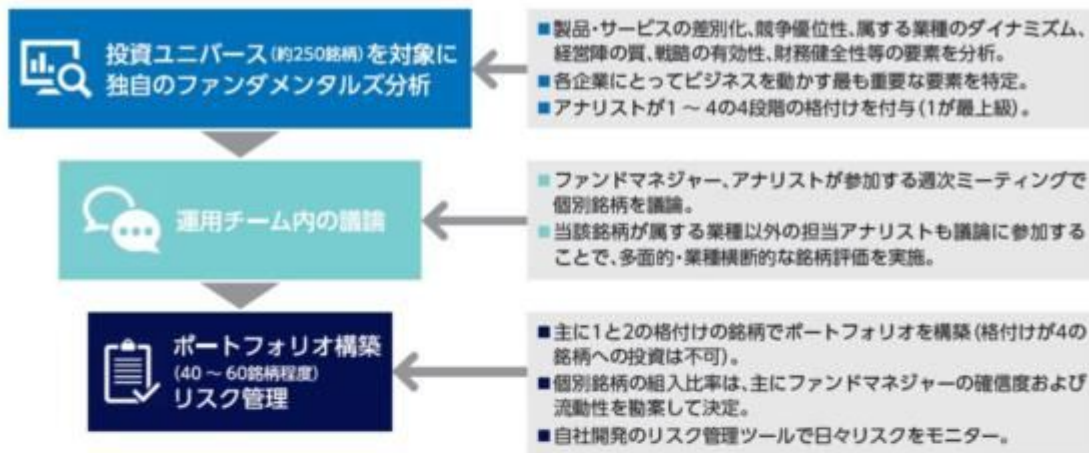 投資ユニバース(約250銘柄)を対象に
独自のファンダメンタルズ分析
■製品・サービスの差別化、競争優位性、属する業種のダイナミズム、
経営陣の質、戦略の有効性、財務健全性等の要素を分析。
■各企業にとってビジネスを動かす最も重要な要素を特定。
■アナリストが1～4の4段階の格付けを付与(1が最上級)。
運用チーム内の議論
■ファンドマネジャー、アナリストが参加する週次ミーティングで
個別銘柄を議論。
■当該銘柄が属する業種以外の担当アナリストも議論に参加する
ことで、多面的・業種横断的な銘柄評価を実施。
ポートフォリオ構築
(40～60銘柄程度)
リスク管理
■主に1と2の格付けの銘柄でポートフォリオを構築(格付けが4の
銘柄への投資は不可)。
■個別銘柄の組入比率は、主にファンドマネジャーの確信度および
流動性を勘案して決定。
■自社開発のリスク管理ツールで日々リスクをモニター。